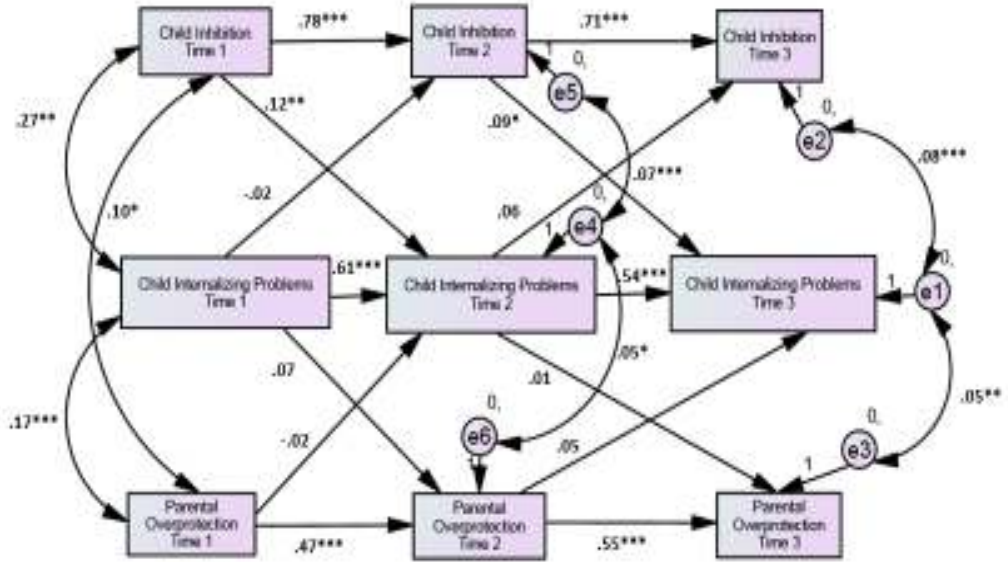 Child Inhibition
Time 1
.78***
Child Inhibition
Time 2
.71***
Child Inhibition
Time 3
1
0,
e5
1
0,
e2
.27**
.12**
.09*
.07***
.08***
.10*
-.02
.06
0,
1
e4
Child Internalizing Problems
Time 1
.61***
Child Internalizing Problems
Time 2
.54***
Child Internalizing Problems
Time 3
1
0,
e1
.07
.01
.05*
.17***
-.02
0,
e6
1
.05
0,
e3
1
.05**
Parental
Overprotection
Time 1
.47***
Parental
Overprotection
Time 2
.55***
Parental
Overprotection
Time 3